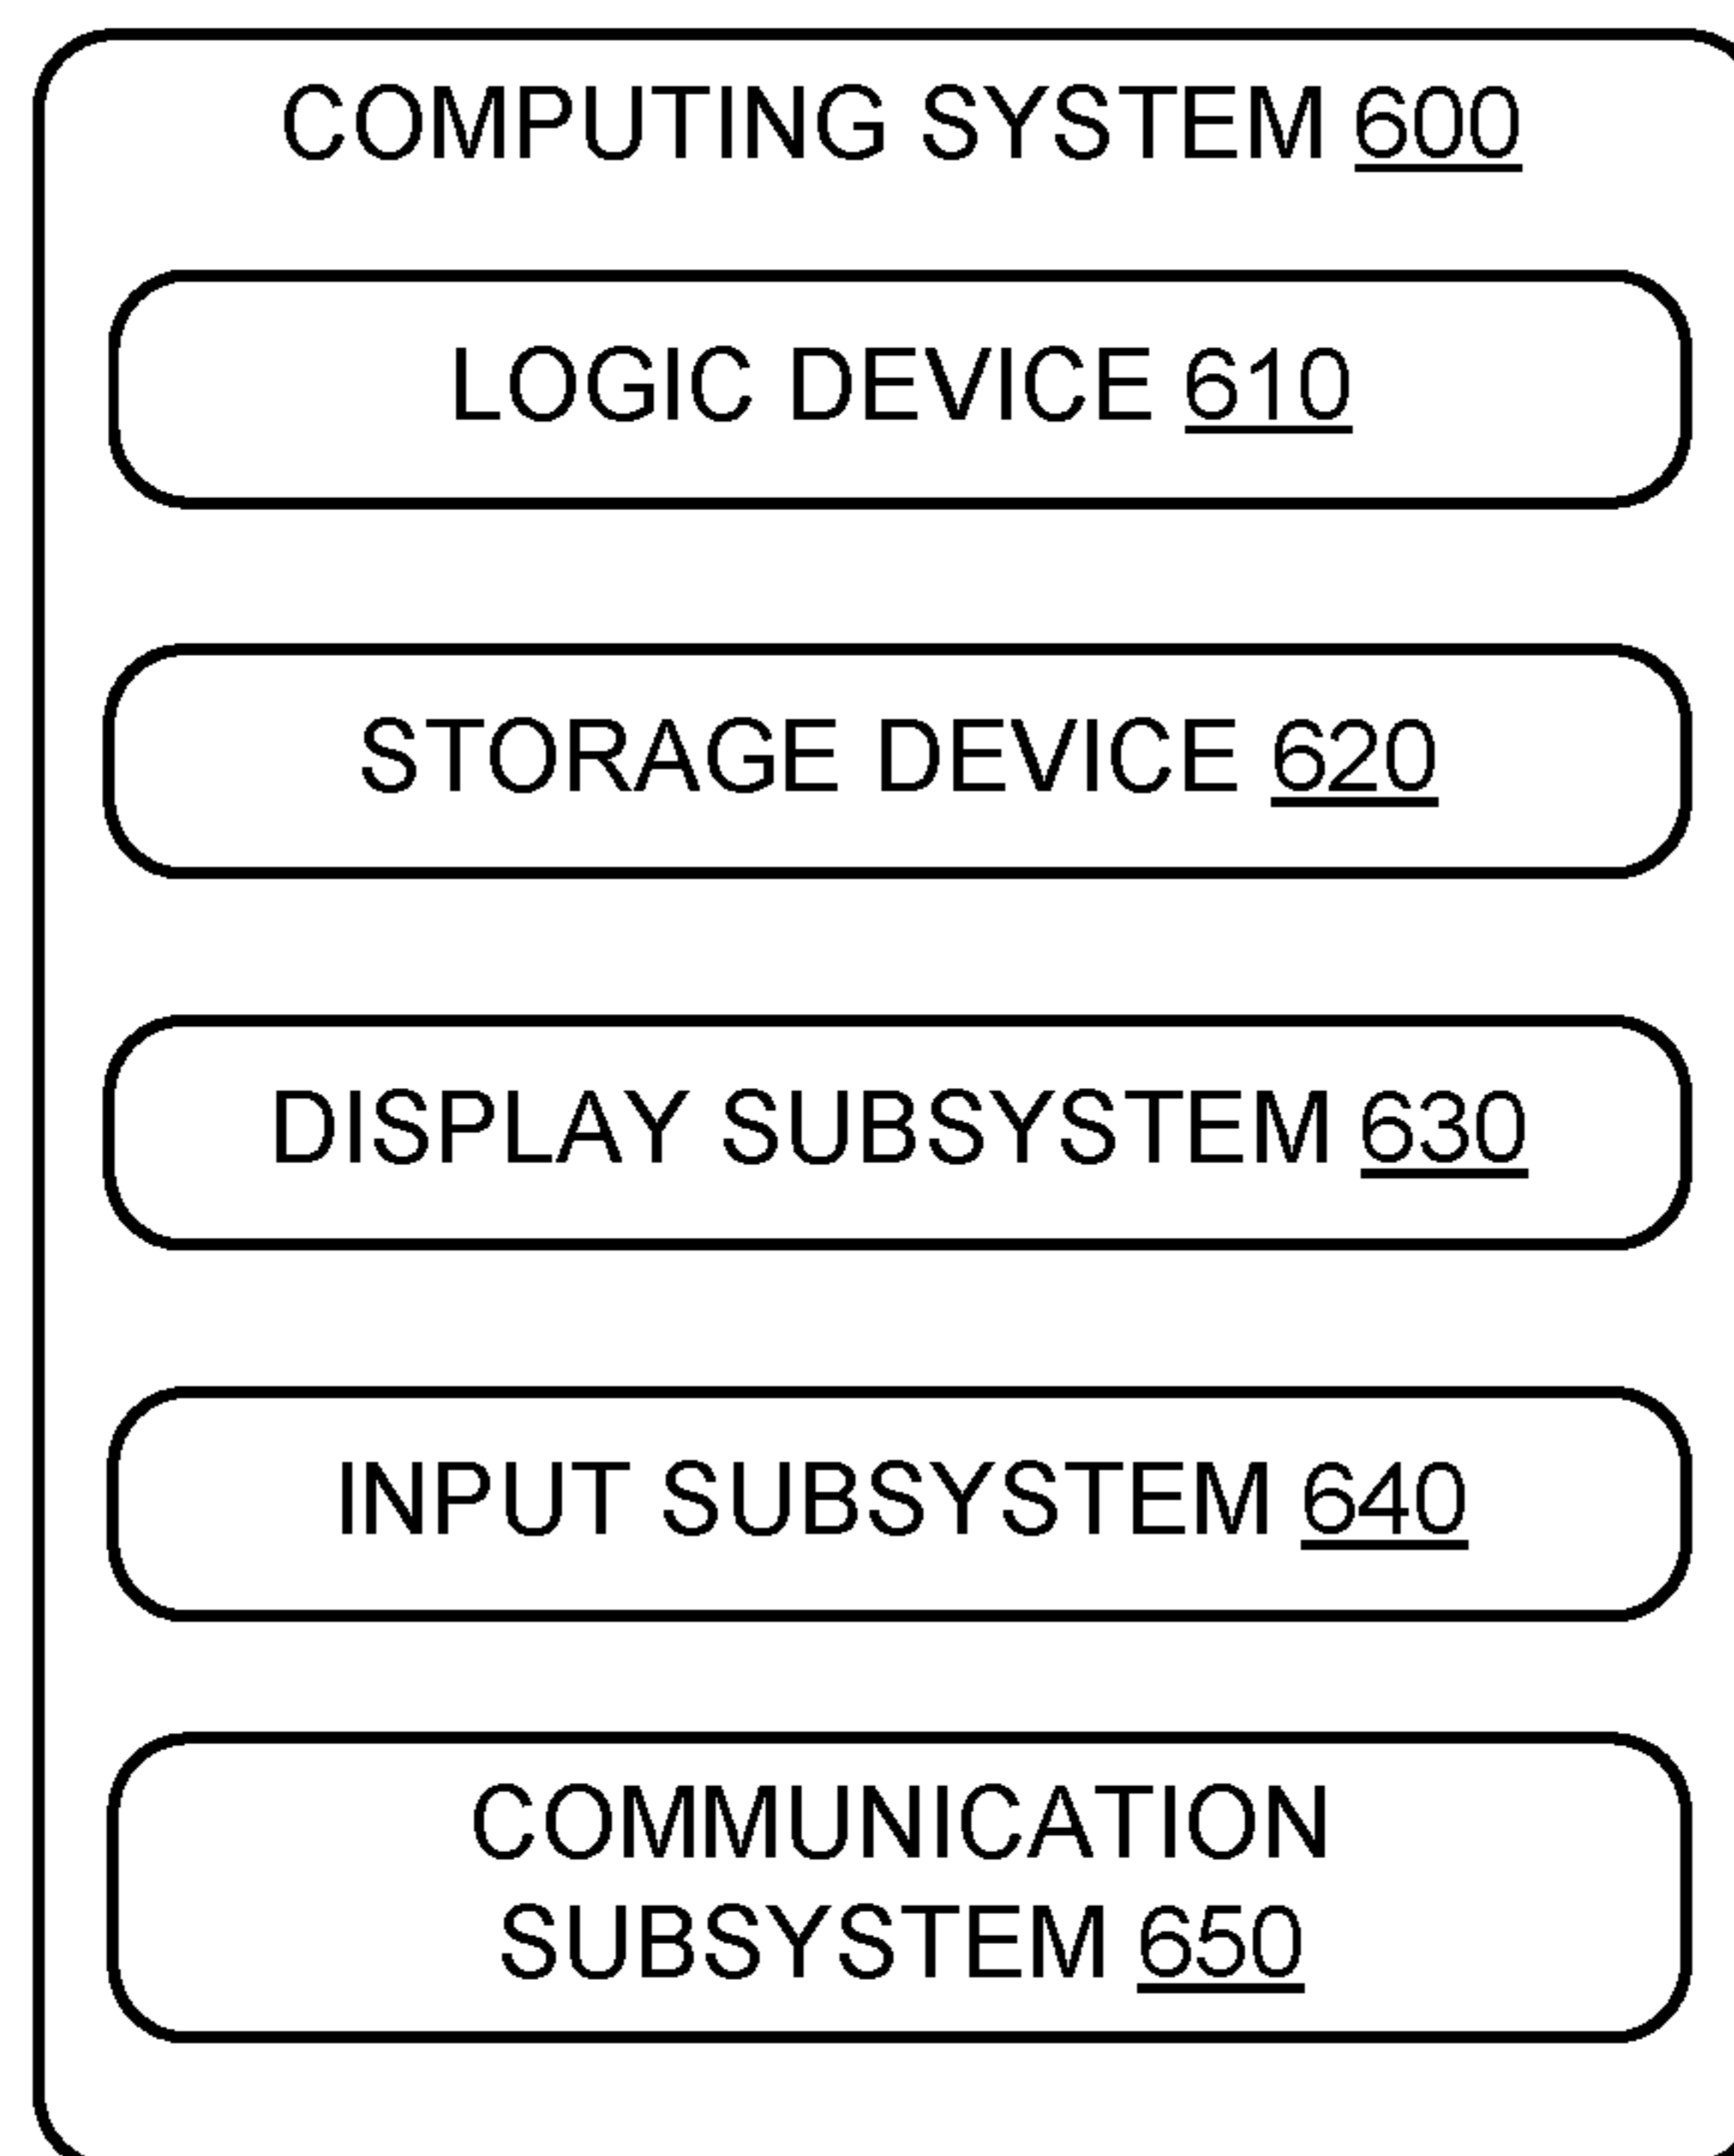 COMPUTING SYSTEM 600
LOGIC DEVICE 610
STORAGE DEVICE 620
DISPLAY SUBSYSTEM 630
INPUT SUBSYSTEM 640
COMMUNICATION
SUBSYSTEM 650